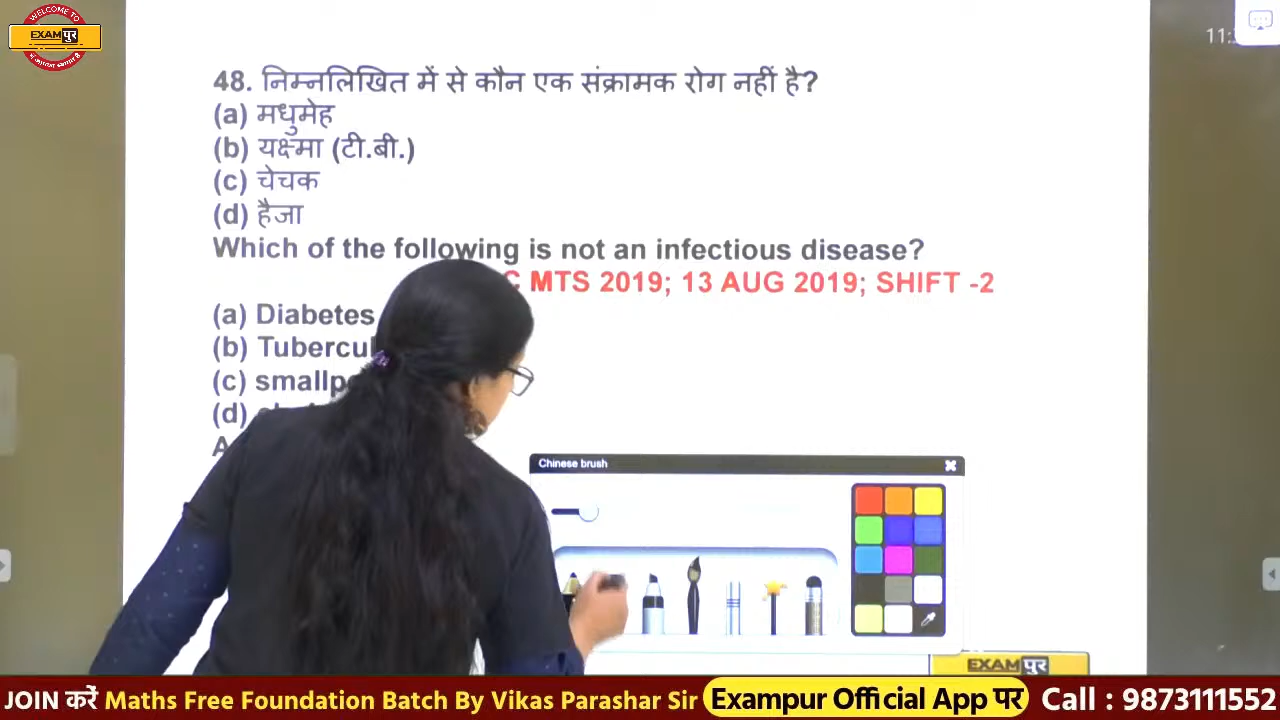 WELCOME TO
EXAMपुर
11:
48. निम्नलिखित में से कौन एक संक्रामक रोग नहीं है?
(a) मधुमेह
(b) यक्ष्मा (टी.बी.)
(c) चेचक
(d) हैजा
Which of the following is not an infectious disease?
MTS 2019; 13 AUG 2019; SHIFT -2
(a) Diabetes
(b)
(c)
(d)
Chinese brush
EXAMपुर
JOIN करें Maths Free Foundation Batch By Vikas Parashar Sir Exampur Official App पर Call : 9873111552